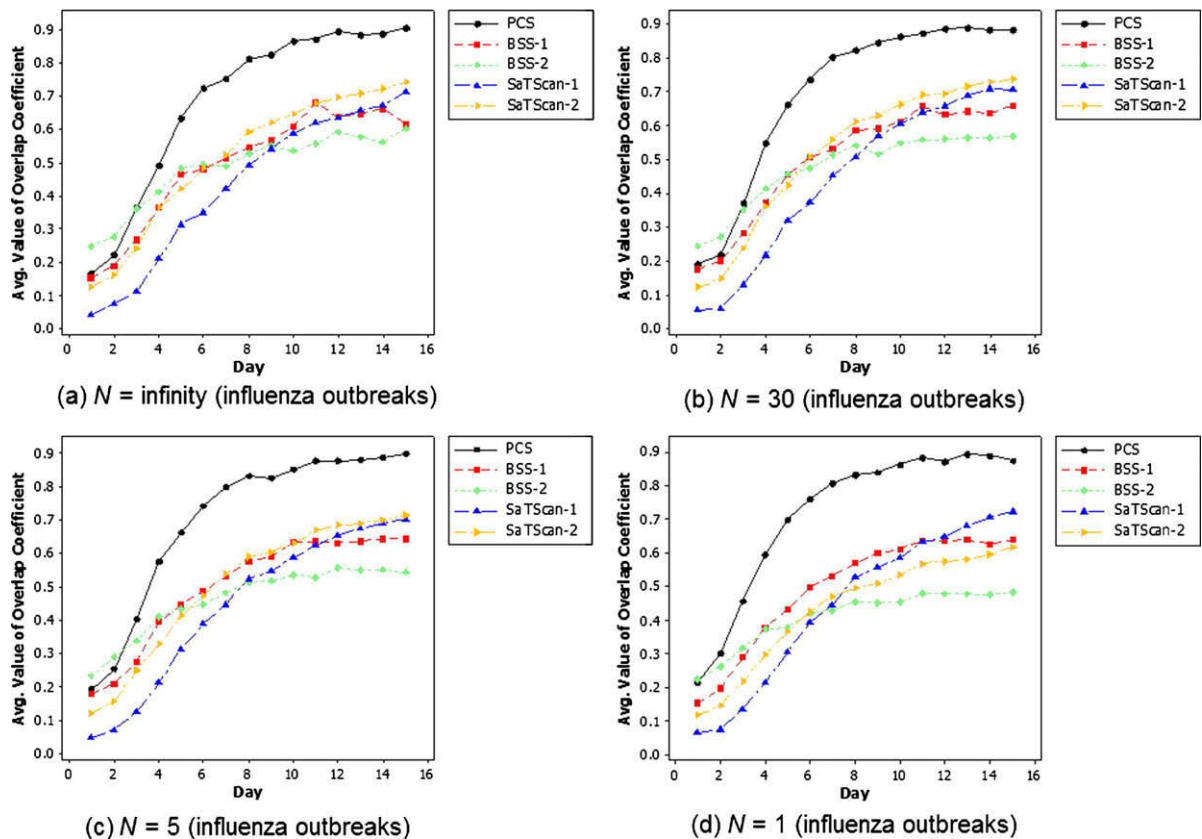 Avg. Value of Overlap Coefficient
0.9
0.8
0.7
0.6
0.5
0.4
0.3
0.2
0.1
0.0
0 2 4 6 8 10 12 14 16
Day
PCS
BSS-1
BSS-2
SaTScan-1
SaTScan-2
(a) N = infinity (influenza outbreaks)
Avg. Value of Overlap Coefficient
0.9
0.8
0.7
0.6
0.5
0.4
0.3
0.2
0.1
0.0
0 2 4 6 8 10 12 14 16
Day
PCS
BSS-1
BSS-2
SaTScan-1
SaTScan-2
(b) N = 30 (influenza outbreaks)
Avg. Value of Overlap Coefficient
0.9
0.8
0.7
0.6
0.5
0.4
0.3
0.2
0.1
0.0
0 2 4 6 8 10 12 14 16
Day
PCS
BSS-1
BSS-2
SaTScan-1
SaTScan-2
(c) N = 5 (influenza outbreaks)
Avg. Value of Overlap Coefficient
0.9
0.8
0.7
0.6
0.5
0.4
0.3
0.2
0.1
0.0
0 2 4 6 8 10 12 14 16
Day
PCS
BSS-1
BSS-2
SaTScan-1
SaTScan-2
(d) N = 1 (influenza outbreaks)